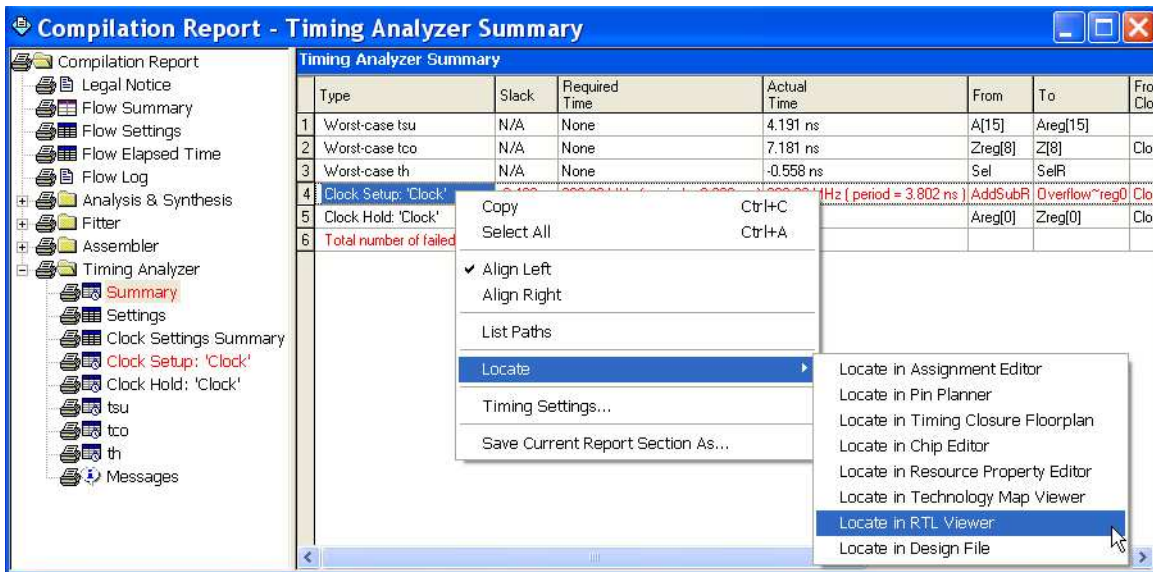 Compilation Report - Timing Analyzer Summary
Compilation Report
Legal Notice
Flow Summary
Flow Settings
Flow Elapsed Time
Flow Log
Analysis & Synthesis
Fitter
Assembler
Timing Analyzer
Summary
Settings
Clock Settings Summary
Clock Setup: 'Clock'
Clock Hold: 'Clock'
tsu
tco
th
Messages
Timing Analyzer Summary
Type Slack Required Time Actual Time From To Fro Clo
1 Worst-case tsu N/A None 4.191 ns A[15] Areg[15]
2 Worst-case tco N/A None 7.181 ns Zreg[8] Z[8] Clo
3 Worst-case th N/A None -0.558 ns Sel SelR
4 Clock Setup: 'Clock' MHz ( period = 3.802 ns ) AddSubR Overflow~reg0 Clo
5 Clock Hold: 'Clock' Areg[0] Zreg[0] Clo
6 Total number of failed
Copy Ctrl+C
Select All Ctrl+A
Align Left
Align Right
List Paths
Locate
Timing Settings...
Save Current Report Section As...
Locate in Assignment Editor
Locate in Pin Planner
Locate in Timing Closure Floorplan
Locate in Chip Editor
Locate in Resource Property Editor
Locate in Technology Map Viewer
Locate in RTL Viewer
Locate in Design File